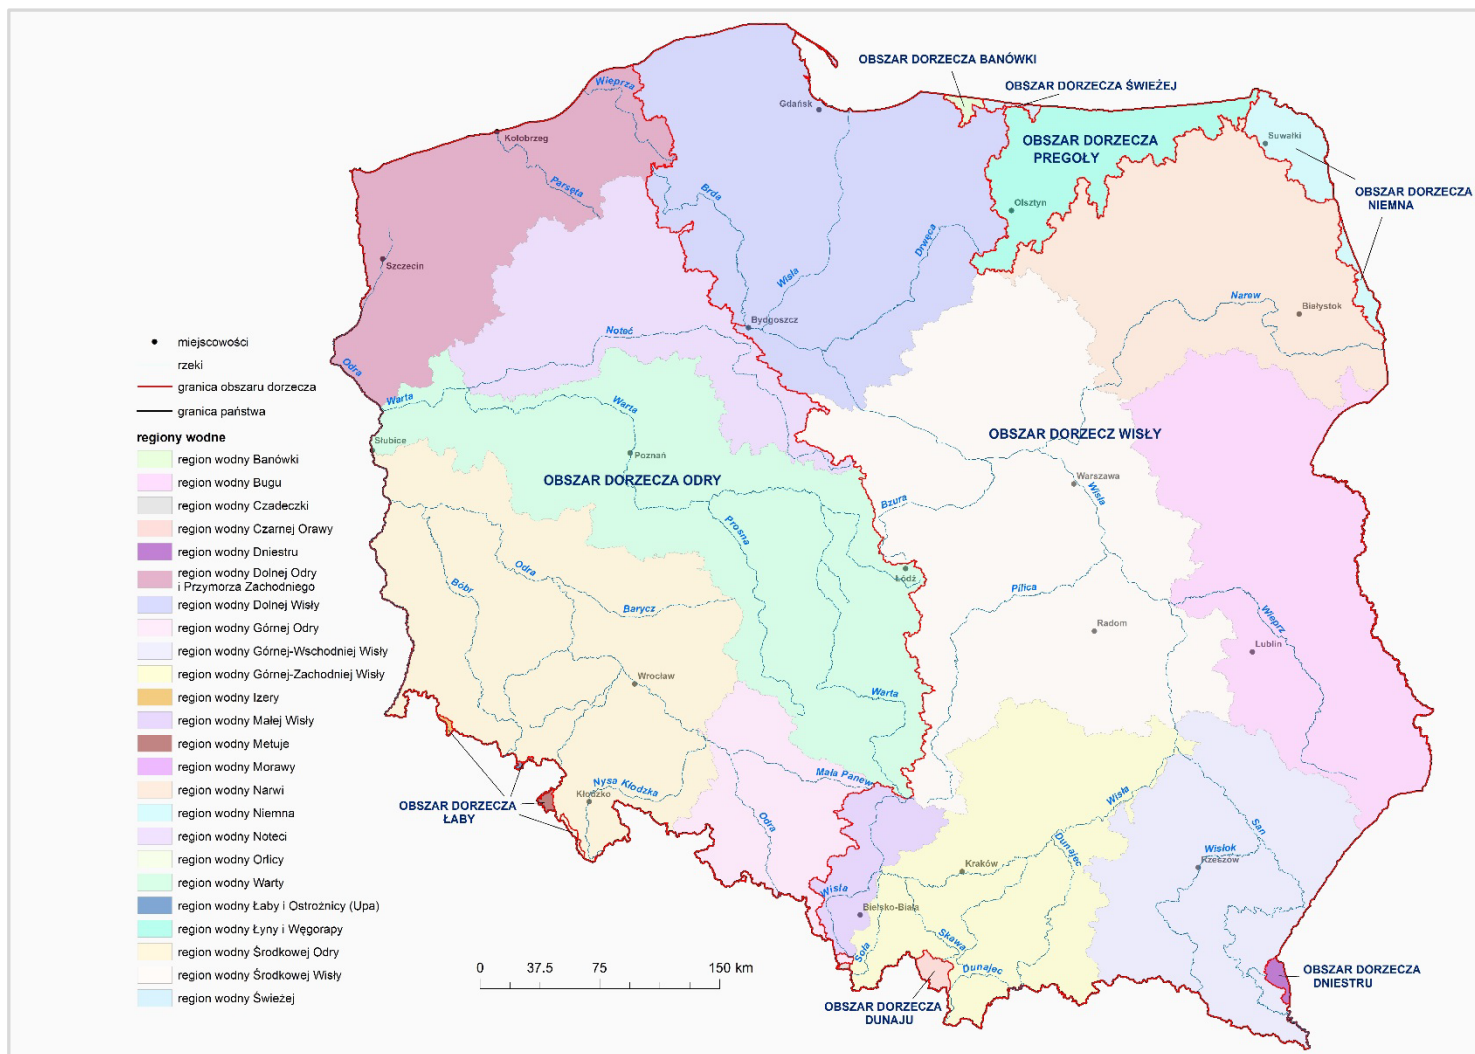 OBSZAR DORZECZA BANÓWKI
OBSZAR DORZECZA ŚWIEŻEJ
Wieprza
Gdańsk
Kołobrzeg
OBSZAR DORZECZA
PREGOŁY
Suwałki
Parsęta
Brda
OBSZAR DORZECZA
NIEMNA
Olsztyn
Drwęca
Szczecin
Wisła
Narew
Białystok
Bydgoszcz
Noteć
Odra
Warta
Warta
Słubice
Poznań
OBSZAR DORZECZ WISŁY
OBSZAR DORZECZA ODRY
Warszawa
Wisła
Bzura
Prosna
Łódź
Odra
Bóbr
Pilica
Barycz
Wieprz
Radom
Lublin
Wrocław
Warta
Mała Panew
Nysa Kłodzka
Kłodzko
OBSZAR DORZECZA
ŁABY
Odra
Wisła
San
Dunajec
Wisłok
Rzeszów
Kraków
Wisła
Bielsko-Biała
Skawa
Soła
Dunajec
OBSZAR DORZECZA
DUNAJU
OBSZAR DORZECZA
DNIESTRU
miejscowości
rzeki
granica obszaru dorzecza
granica państwa
regiony wodne
region wodny Banówki
region wodny Bugu
region wodny Czadeczki
region wodny Czarnej Orawy
region wodny Dniestru
region wodny Dolnej Odry
i Przymorza Zachodniego
region wodny Dolnej Wisły
region wodny Górnej Odry
region wodny Górnej-Wschodniej Wisły
region wodny Górnej-Zachodniej Wisły
region wodny Izery
region wodny Małej Wisły
region wodny Metuje
region wodny Morawy
region wodny Narwi
region wodny Niemna
region wodny Noteci
region wodny Orlicy
region wodny Warty
region wodny Łaby i Ostrożnicy (Upa)
region wodny Łyny i Węgorapy
region wodny Środkowej Odry
region wodny Środkowej Wisły
region wodny Świeżej
0 37.5 75 150 km